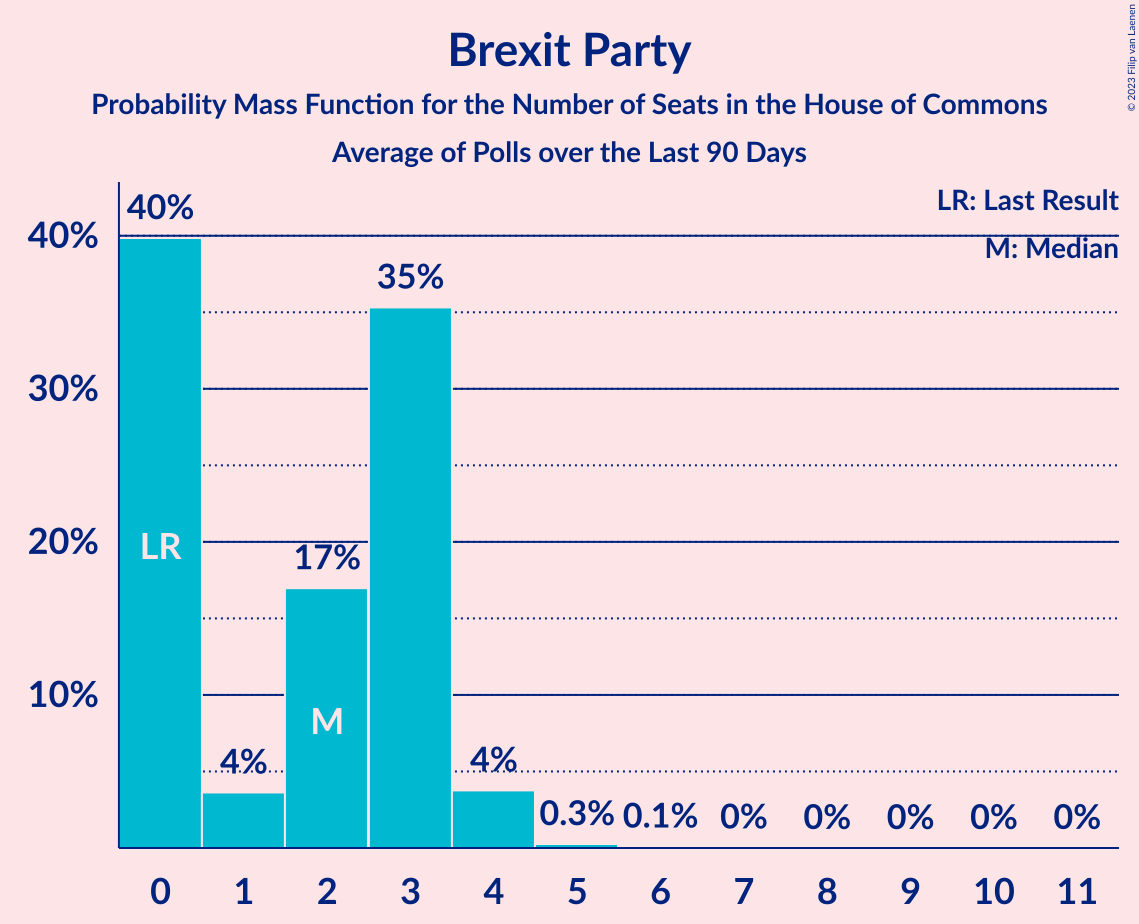 Brexit Party
Probability Mass Function for the Number of Seats in the House of Commons
Average of Polls over the Last 90 Days
© 2023 Filip van Laenen
LR: Last Result
M: Median
40%
30%
20%
10%
40%
4%
17%
35%
4%
0.3%
0.1%
0%
0%
0%
0%
0%
LR
M
0 1 2 3 4 5 6 7 8 9 10 11